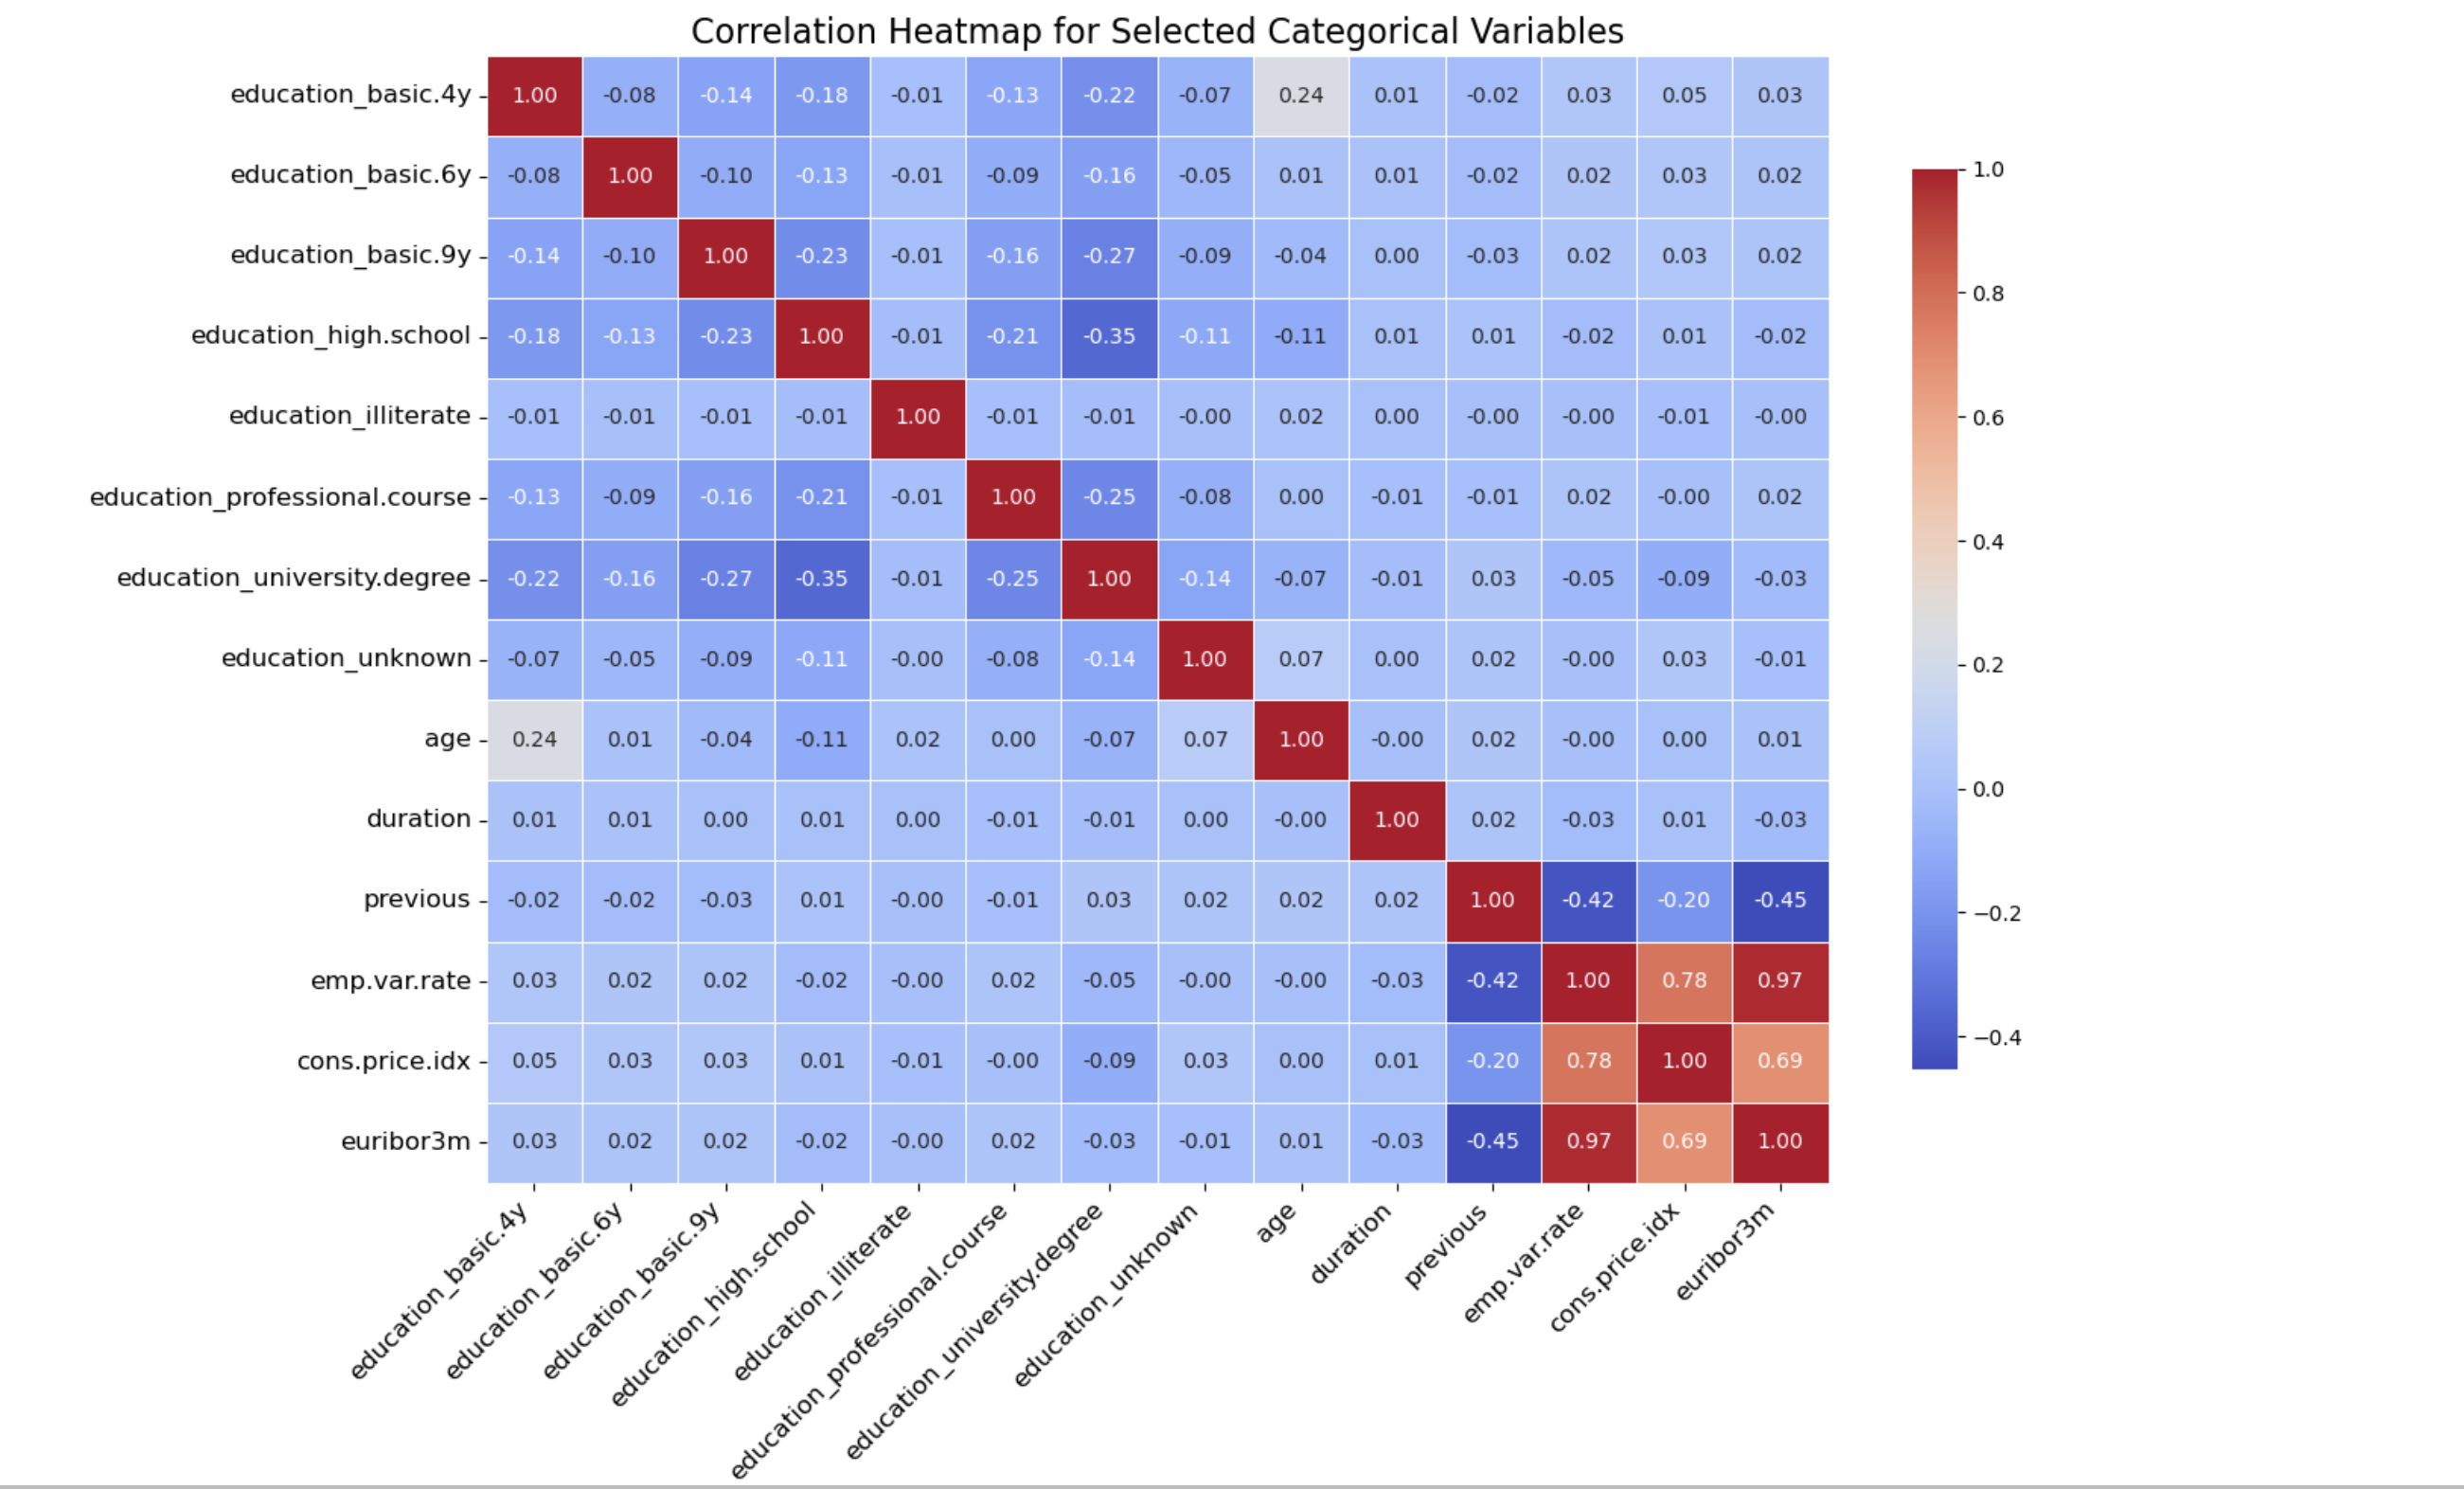 Correlation Heatmap for Selected Categorical Variables
education_basic.4y 1.00 -0.08 -0.14 -0.18 -0.01 -0.13 -0.22 -0.07 0.24 0.01 -0.02 0.03 0.05 0.03
education_basic.6y -0.08 1.00 -0.10 -0.13 -0.01 -0.09 -0.16 -0.05 0.01 0.01 -0.02 0.02 0.03 0.02
education_basic.9y -0.14 -0.10 1.00 -0.23 -0.01 -0.16 -0.27 -0.09 -0.04 0.00 -0.03 0.02 0.03 0.02
education_high.school -0.18 -0.13 -0.23 1.00 -0.01 -0.21 -0.35 -0.11 -0.11 0.01 0.01 -0.02 0.01 -0.02
education_illiterate -0.01 -0.01 -0.01 -0.01 1.00 -0.01 -0.01 -0.00 0.02 0.00 -0.00 -0.00 -0.01 -0.00
education_professional.course -0.13 -0.09 -0.16 -0.21 -0.01 1.00 -0.25 -0.08 0.00 -0.01 -0.01 0.02 -0.00 0.02
education_university.degree -0.22 -0.16 -0.27 -0.35 -0.01 -0.25 1.00 -0.14 -0.07 -0.01 0.03 -0.05 -0.09 -0.03
education_unknown -0.07 -0.05 -0.09 -0.11 -0.00 -0.08 -0.14 1.00 0.07 0.00 0.02 -0.00 0.03 -0.01
age 0.24 0.01 -0.04 -0.11 0.02 0.00 -0.07 0.07 1.00 -0.00 0.02 -0.00 0.00 0.01
duration 0.01 0.01 0.00 0.01 0.00 -0.01 -0.01 0.00 -0.00 1.00 0.02 -0.03 0.01 -0.03
previous -0.02 -0.02 -0.03 0.01 -0.00 -0.01 0.03 0.02 0.02 0.02 1.00 -0.42 -0.20 -0.45
emp.var.rate 0.03 0.02 0.02 -0.02 -0.00 0.02 -0.05 -0.00 -0.00 -0.03 -0.42 1.00 0.78 0.97
cons.price.idx 0.05 0.03 0.03 0.01 -0.01 -0.00 -0.09 0.03 0.00 0.01 -0.20 0.78 1.00 0.69
euribor3m 0.03 0.02 0.02 -0.02 -0.00 0.02 -0.03 -0.01 0.01 -0.03 -0.45 0.97 0.69 1.00
education_basic.4y
education_basic.6y
education_basic.9y
education_high.school
education_illiterate
education_professional.course
education_university.degree
education_unknown
age
duration
previous
emp.var.rate
cons.price.idx
euribor3m
1.0
0.8
0.6
0.4
0.2
0.0
−0.2
−0.4